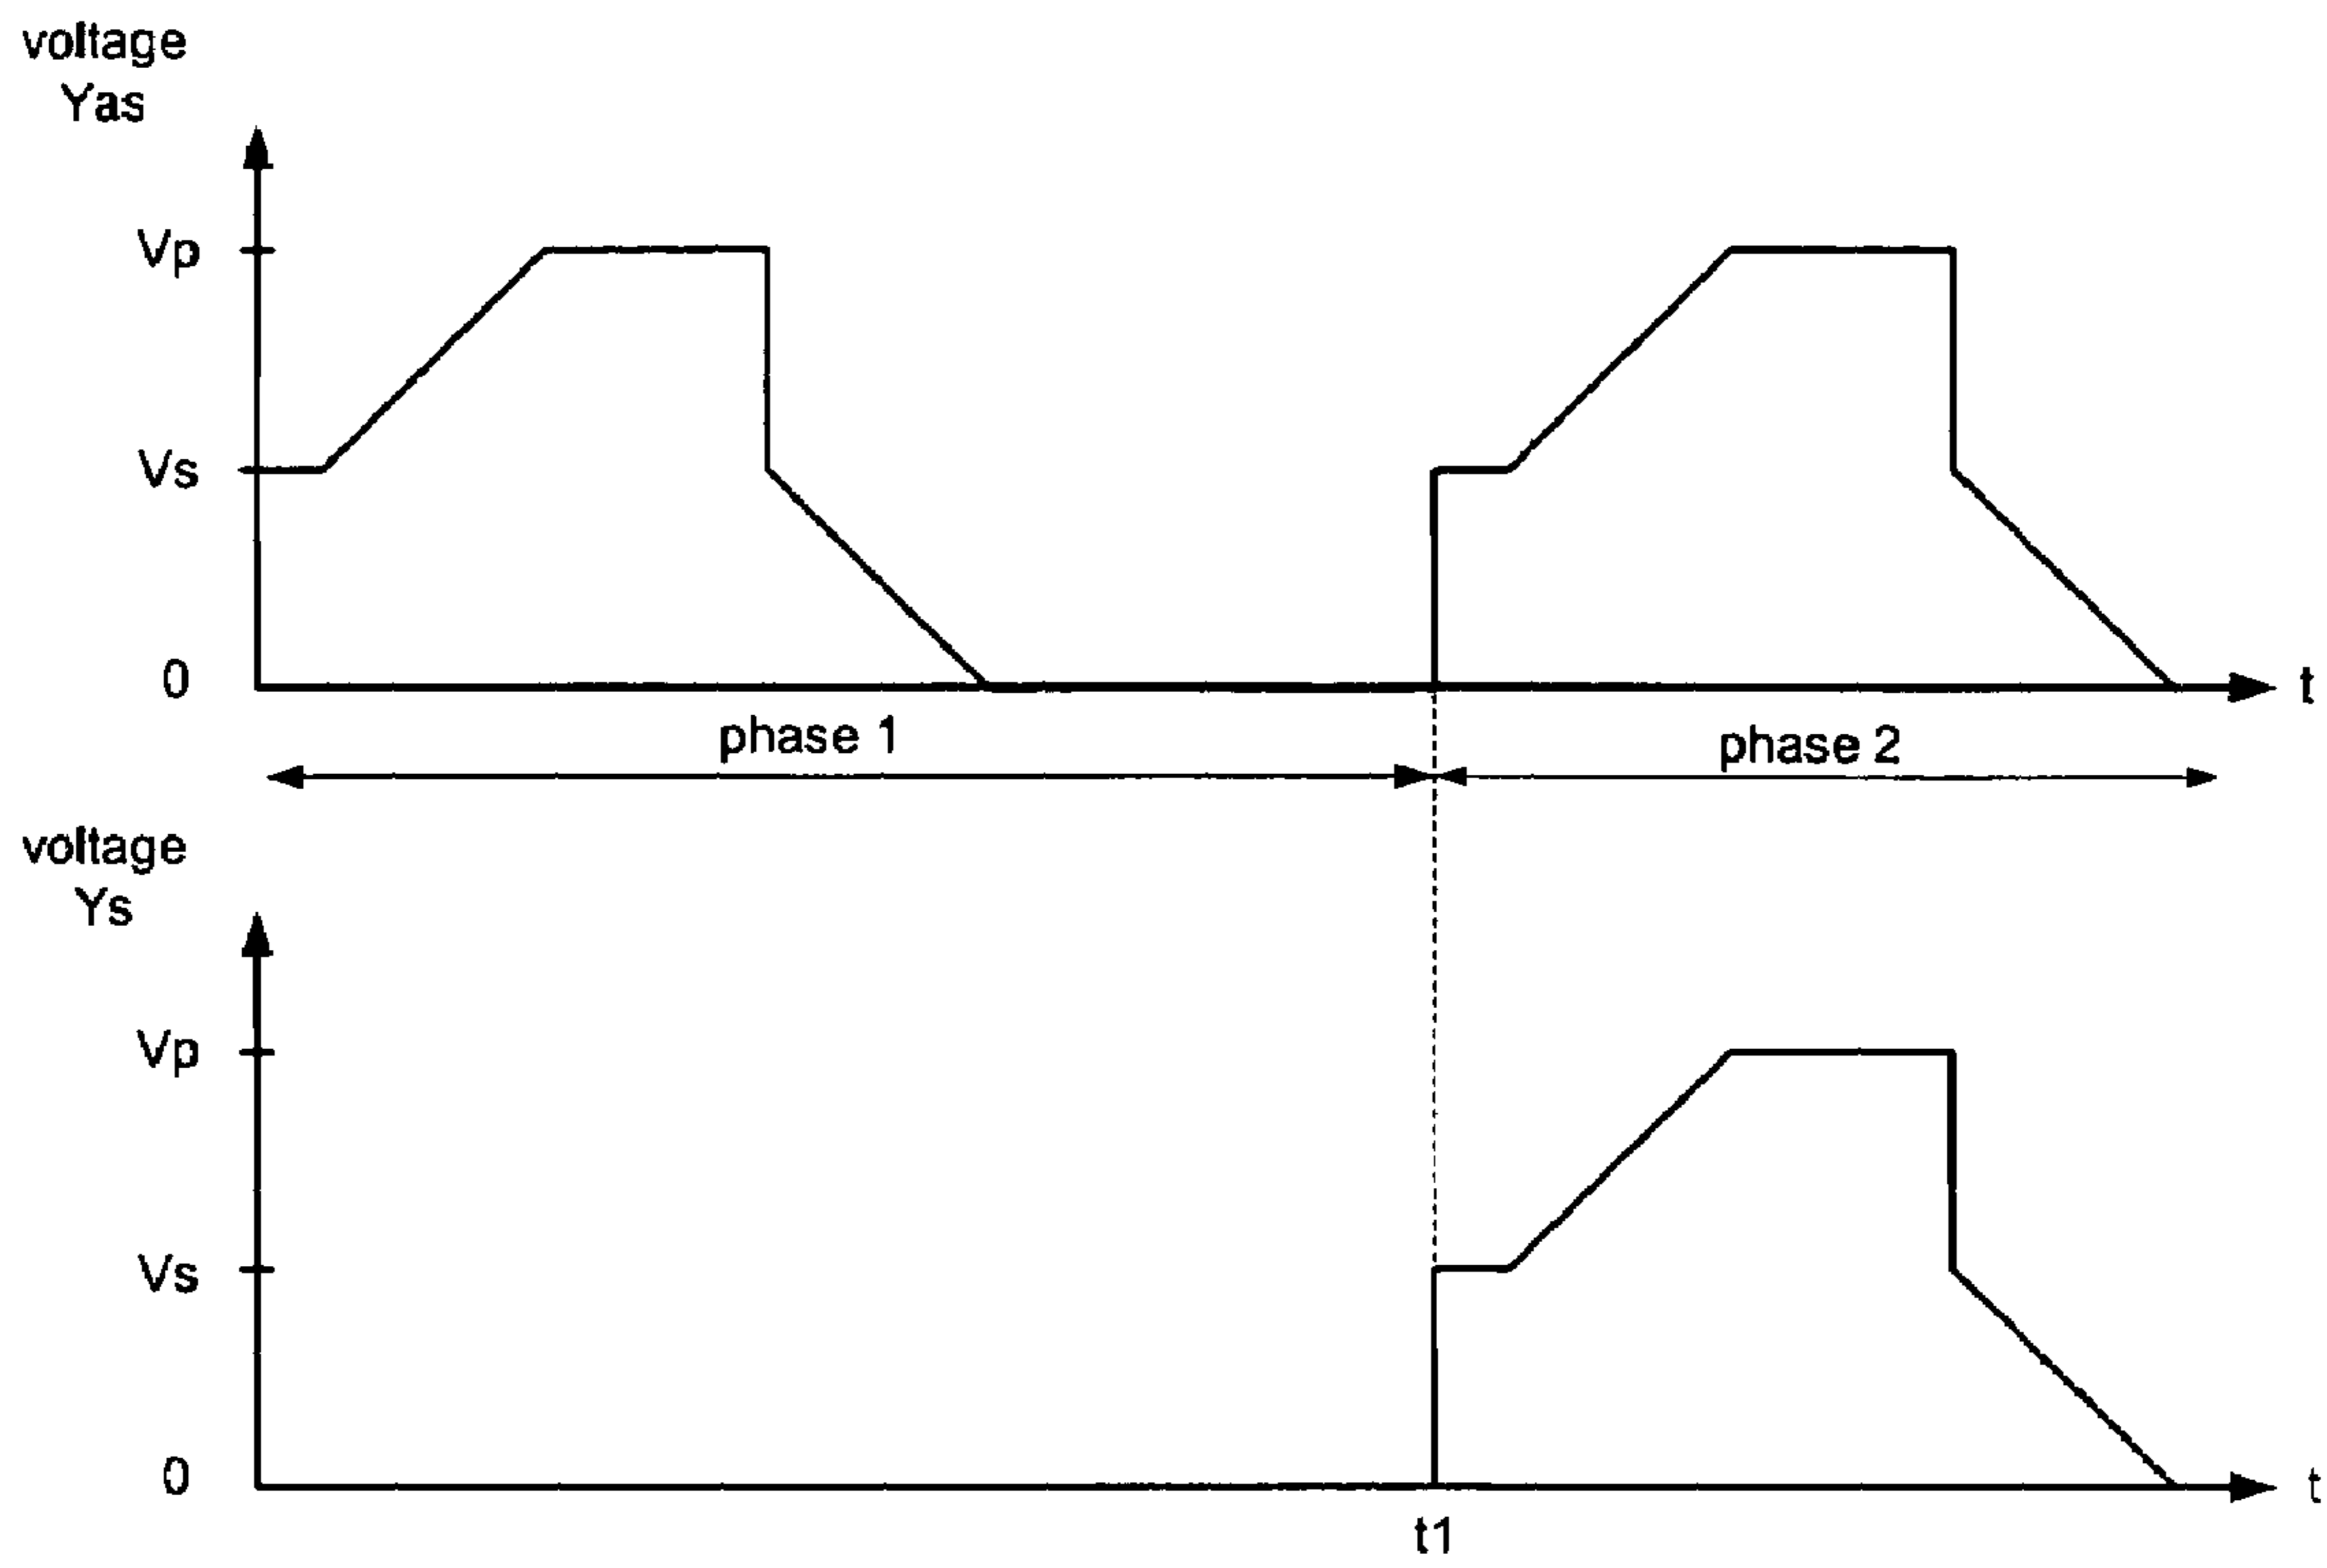 voltage
Yas
Vp
Vs
0
t
phase 1
phase 2
voltage
Ys
Vp
Vs
0
t
t1